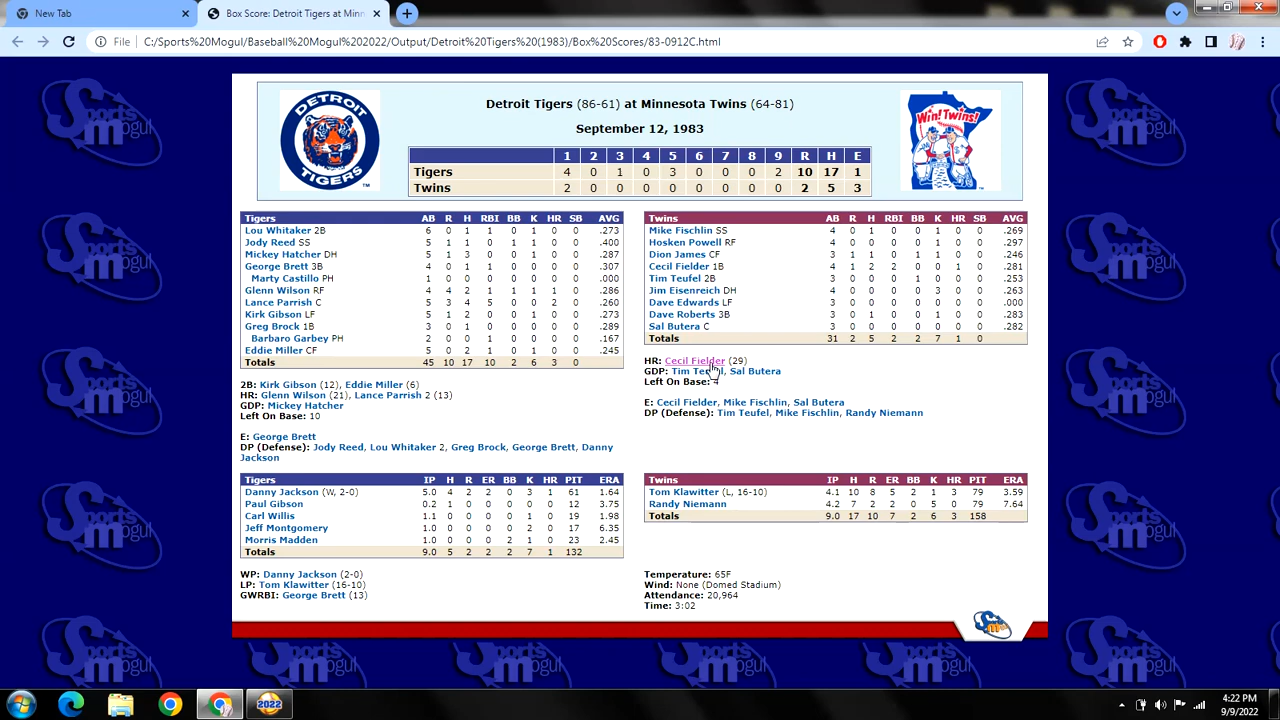 New Tab
Box Score: Detroit Tigers at Minn
File
C:/Sports%20Mogul/Baseball%20Mogul%202022/Output/Detroit%20Tigers%20(1983)/Box%20Scores/83-0912C.html
DETROIT TIGERS
Win! Twins!
Detroit Tigers (86-61) at Minnesota Twins (64-81)
September 12, 1983
1 2 3 4 5 6 7 8 9 R H E
Tigers 4 0 1 0 3 0 0 0 2 10 17 1
Twins 2 0 0 0 0 0 0 0 0 2 5 3
Tigers AB R H RBI BB K HR SB AVG
Lou Whitaker 2B 6 0 1 1 0 1 0 0 .273
Jody Reed SS 5 1 1 0 1 1 0 0 .400
Mickey Hatcher DH 5 1 3 0 0 0 0 0 .287
George Brett 3B 4 0 1 1 0 0 0 0 .307
Marty Castillo PH 1 0 0 0 0 0 0 0 .000
Glenn Wilson RF 4 4 2 1 1 1 1 0 .286
Lance Parrish C 5 3 4 5 0 0 2 0 .260
Kirk Gibson LF 5 1 2 0 0 1 0 0 .273
Greg Brock 1B 3 0 1 0 0 1 0 0 .289
Barbaro Garbey PH 2 0 0 1 0 0 0 0 .167
Eddie Miller CF 5 0 2 1 0 1 0 0 .245
Totals 45 10 17 10 2 6 3 0
2B: Kirk Gibson (12), Eddie Miller (6)
HR: Glenn Wilson (21), Lance Parrish 2 (13)
GDP: Mickey Hatcher
Left On Base: 10
E: George Brett
DP (Defense): Jody Reed, Lou Whitaker 2, Greg Brock, George Brett, Danny
Jackson
Twins AB R H RBI BB K HR SB AVG
Mike Fischlin SS 4 0 1 0 0 1 0 0 .269
Hosken Powell RF 4 0 0 0 0 1 0 0 .297
Dion James CF 3 1 1 0 1 1 0 0 .246
Cecil Fielder 1B 4 1 2 2 0 0 1 0 .281
Tim Teufel 2B 3 0 0 0 1 0 0 0 .253
Jim Eisenreich DH 4 0 0 0 0 3 0 0 .263
Dave Edwards LF 3 0 0 0 0 1 0 0 .000
Dave Roberts 3B 3 0 1 0 0 0 0 0 .283
Sal Butera C 3 0 0 0 0 0 0 0 .282
Totals 31 2 5 2 2 7 1 0
HR: Cecil Fielder (29)
GDP: Tim Teufel, Sal Butera
Left On Base: 4
E: Cecil Fielder, Mike Fischlin, Sal Butera
DP (Defense): Tim Teufel, Mike Fischlin, Randy Niemann
Tigers IP H R ER BB K HR PIT ERA
Danny Jackson (W, 2-0) 5.0 4 2 2 0 3 1 61 1.64
Paul Gibson 0.2 1 0 0 0 0 0 12 3.75
Carl Willis 1.1 0 0 0 0 1 0 19 1.98
Jeff Montgomery 1.0 0 0 0 0 2 0 17 6.35
Morris Madden 1.0 0 0 0 2 1 0 23 2.45
Totals 9.0 5 2 2 2 7 1 132
WP: Danny Jackson (2-0)
LP: Tom Klawitter (16-10)
GWRBI: George Brett (13)
Twins IP H R ER BB K HR PIT ERA
Tom Klawitter (L, 16-10) 4.1 10 8 5 2 1 3 79 3.59
Randy Niemann 4.2 7 2 2 0 5 0 79 7.64
Totals 9.0 17 10 7 2 6 3 158
Temperature: 65F
Wind: None (Domed Stadium)
Attendance: 20,964
Time: 3:02
Sports Mogul
2022
4:22 PM
9/9/2022